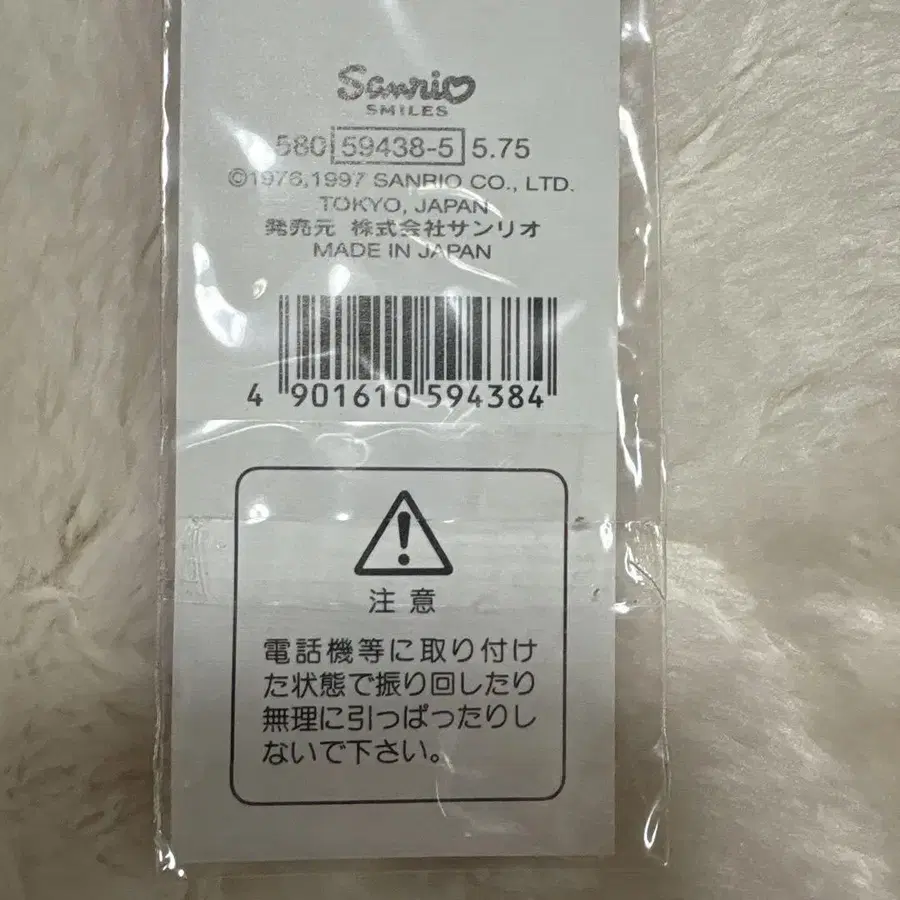 Sanrio
SMILES
580 59438-5 5.75
©1976,1997 SANRIO CO., LTD.
TOKYO, JAPAN
発売元 株式会社サンリオ
MADE IN JAPAN
4 901610 594384
注意
電話機等に取り付け
た状態で振り回したり
無理に引っぱったりし
ないで下さい。